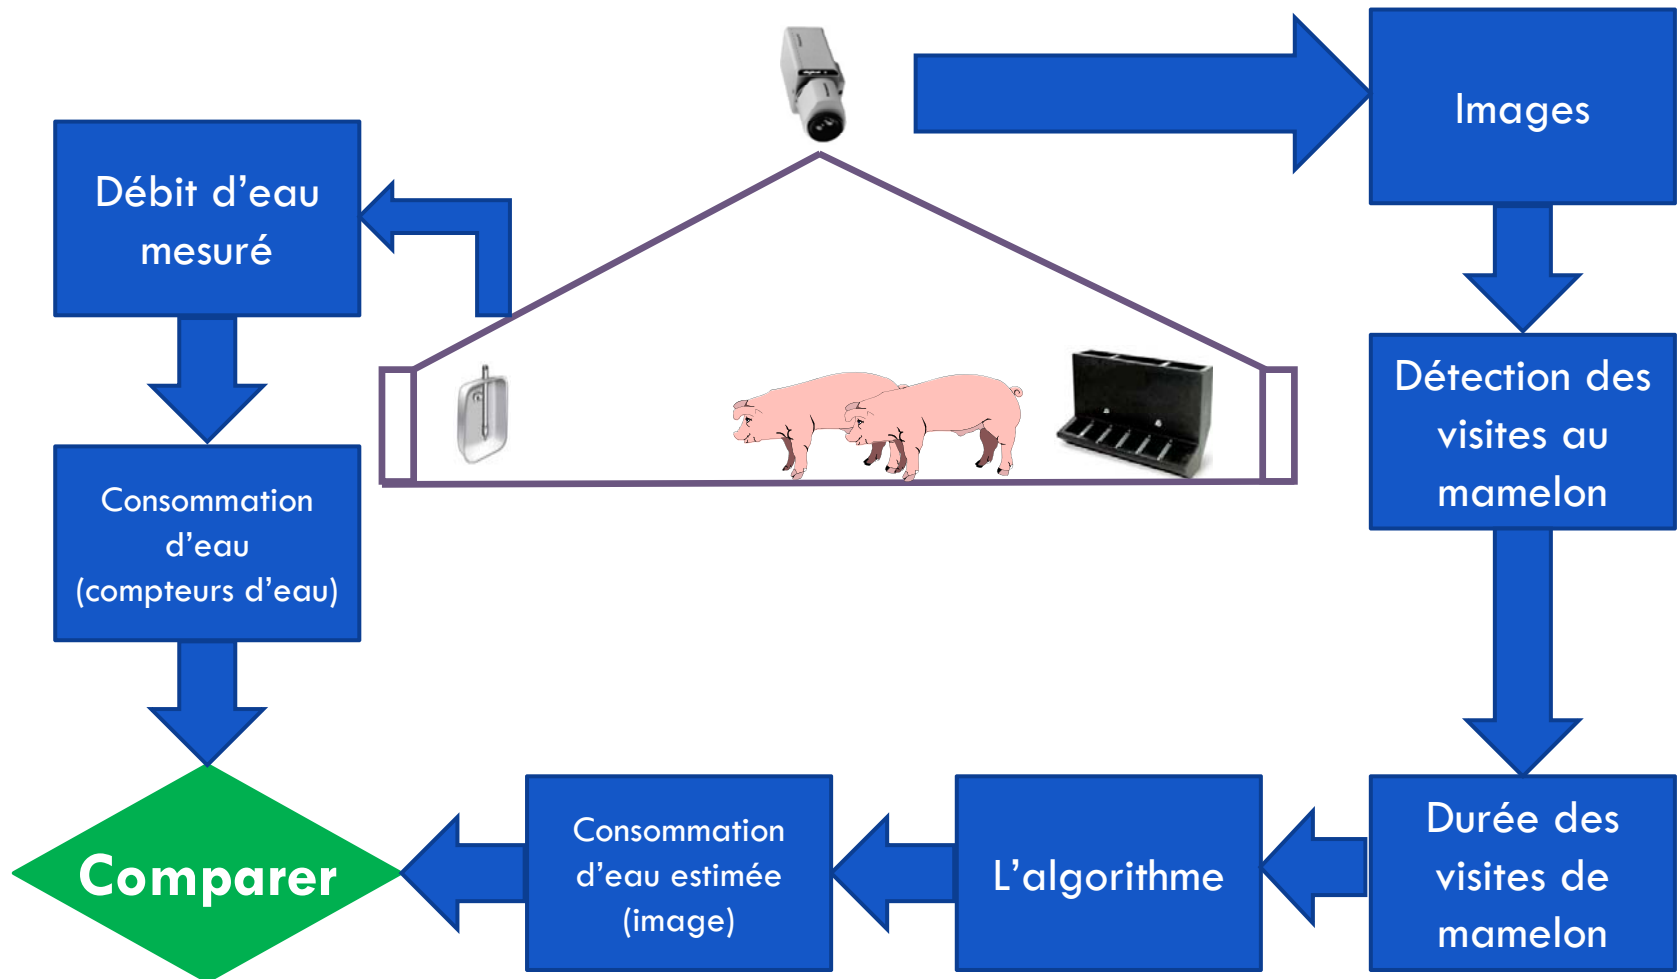 Images
Débit d’eau
mesuré
Détection des
visites au
mamelon
Consommation
d’eau
(compteurs d’eau)
Comparer
Consommation
d’eau estimée
(image)
L’algorithme
Durée des
visites de
mamelon